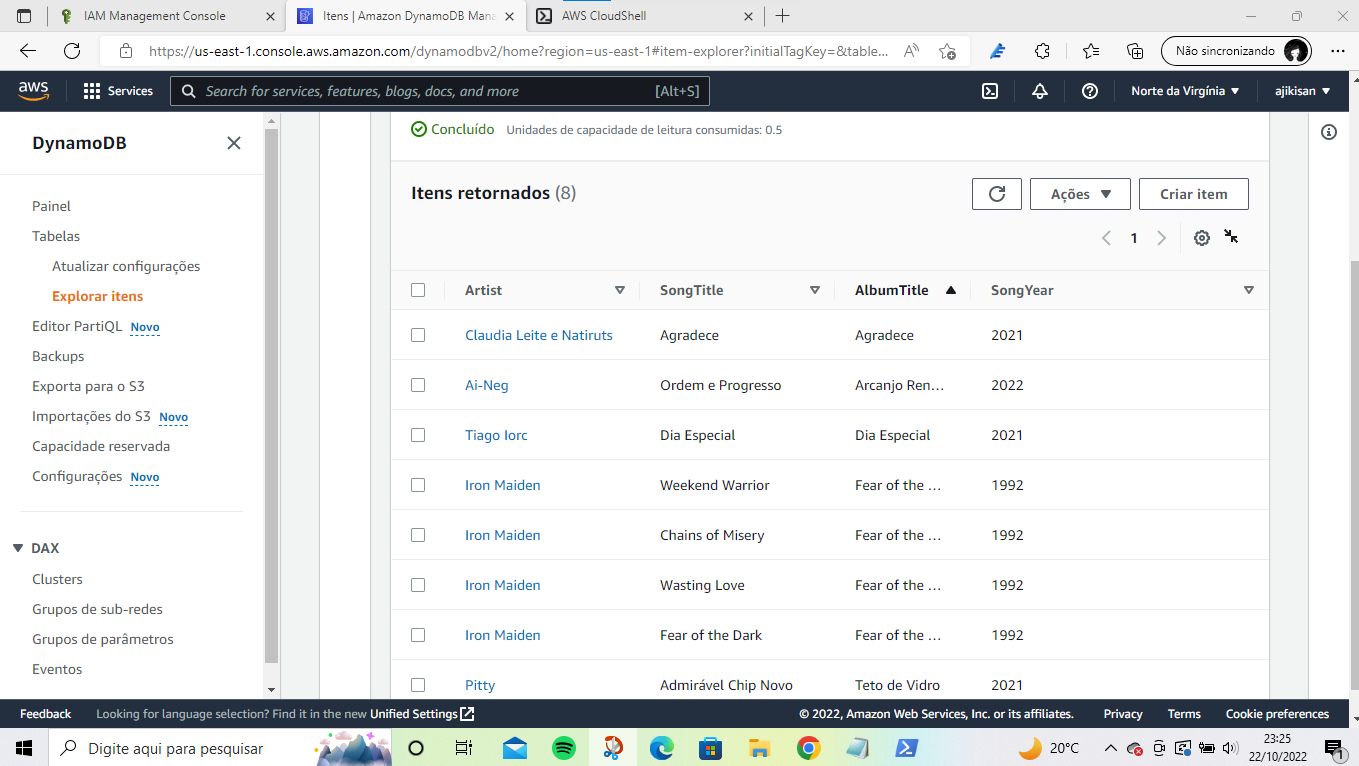 IAM Management Console
Itens | Amazon DynamoDB Mana
AWS CloudShell
https://us-east-1.console.aws.amazon.com/dynamodbv2/home?region=us-east-1#item-explorer?initialTagKey=&table...
Não sincronizando
aws
Services
Search for services, features, blogs, docs, and more
[Alt+S]
Norte da Virgínia
ajikisan
DynamoDB
Painel
Tabelas
Atualizar configurações
Explorar itens
Editor PartiQL Novo
Backups
Exporta para o S3
Importações do S3 Novo
Capacidade reservada
Configurações Novo
DAX
Clusters
Grupos de sub-redes
Grupos de parâmetros
Eventos
Concluído Unidades de capacidade de leitura consumidas: 0.5
Itens retornados (8)
Ações
Criar item
1
Artist SongTitle AlbumTitle SongYear
Claudia Leite e Natiruts Agradece Agradece 2021
Ai-Neg Ordem e Progresso Arcanjo Ren... 2022
Tiago Iorc Dia Especial Dia Especial 2021
Iron Maiden Weekend Warrior Fear of the ... 1992
Iron Maiden Chains of Misery Fear of the ... 1992
Iron Maiden Wasting Love Fear of the ... 1992
Iron Maiden Fear of the Dark Fear of the ... 1992
Pitty Admirável Chip Novo Teto de Vidro 2021
Feedback Looking for language selection? Find it in the new Unified Settings
© 2022, Amazon Web Services, Inc. or its affiliates. Privacy Terms Cookie preferences
Digite aqui para pesquisar
20°C
23:25
22/10/2022
1